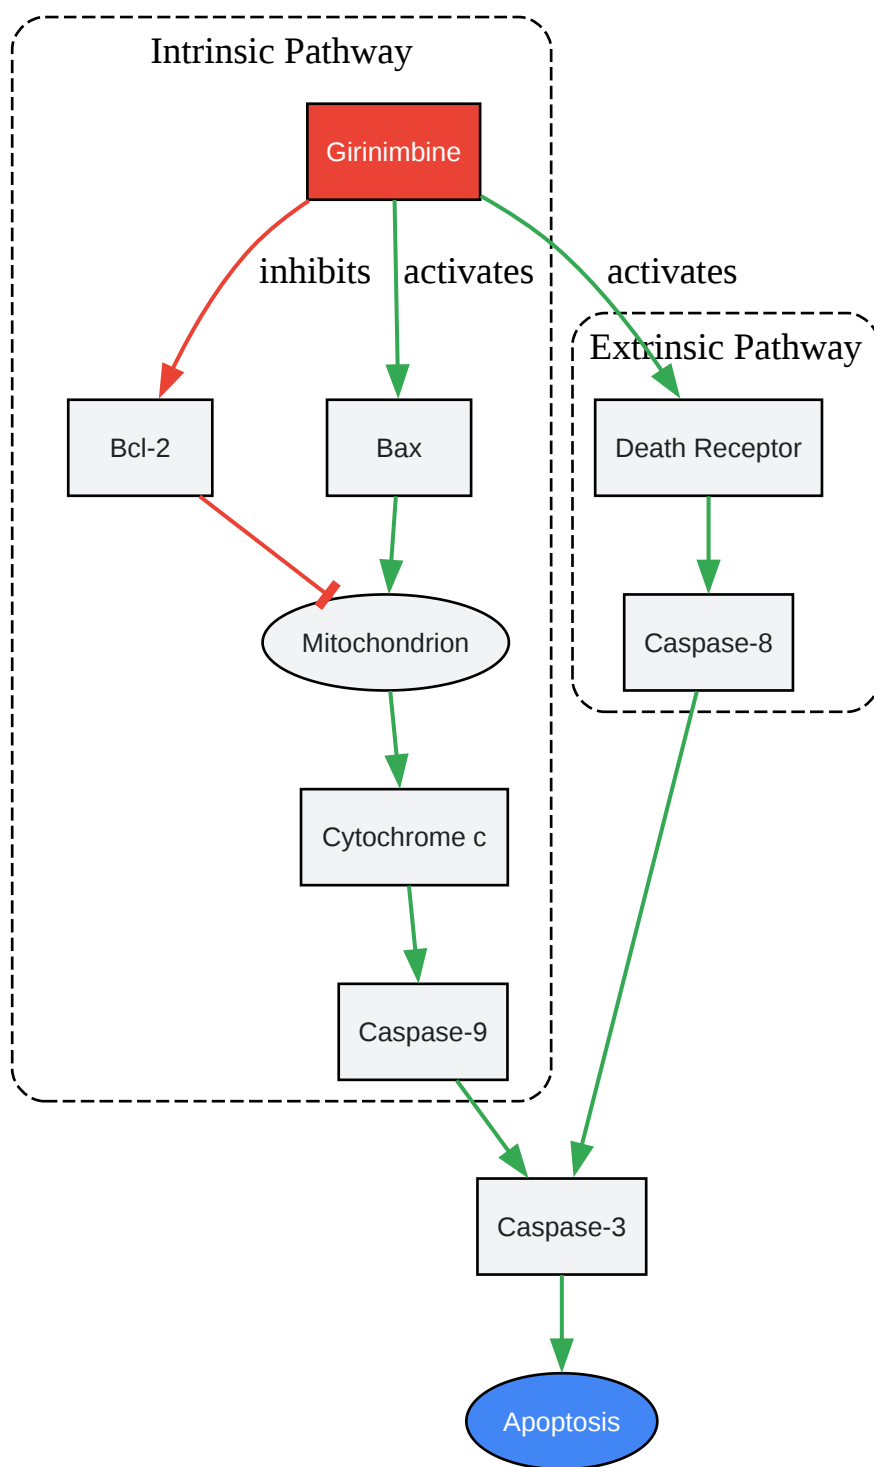 Intrinsic Pathway
Girinimbine
inhibits
activates
activates
Extrinsic Pathway
Bcl-2
Bax
Death Receptor
Mitochondrion
Caspase-8
Cytochrome c
Caspase-9
Caspase-3
Apoptosis